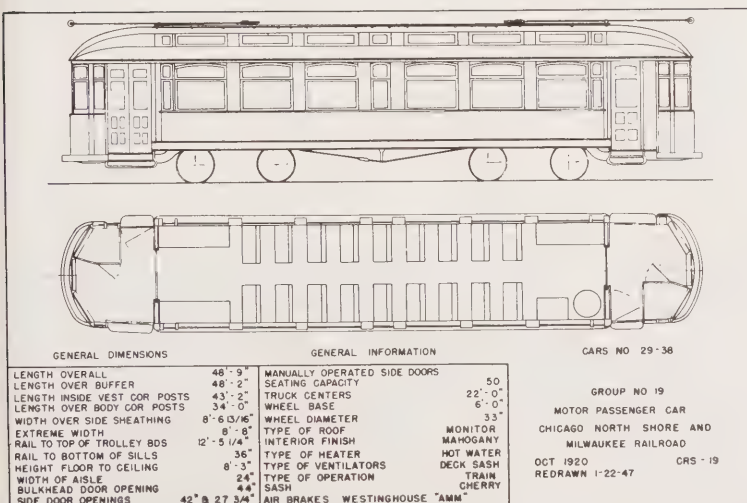 GENERAL DIMENSIONS
LENGTH OVERALL 48'-9"
LENGTH OVER BUFFER 48'-2"
LENGTH INSIDE VEST COR POSTS 43'-2"
LENGTH OVER BODY COR POSTS 34'-0"
WIDTH OVER SIDE SHEATHING 8'-6 13/16"
EXTREME WIDTH 8'-8"
RAIL TO TOP OF TROLLEY BDS 12'-5 1/4"
RAIL TO BOTTOM OF SILLS 36"
HEIGHT FLOOR TO CEILING 8'-3"
WIDTH OF AISLE 24"
BULKHEAD DOOR OPENING 44"
SIDE DOOR OPENINGS 42" & 27 3/4"
GENERAL INFORMATION
MANUALLY OPERATED SIDE DOORS
SEATING CAPACITY 50
TRUCK CENTERS 22'-0"
WHEEL BASE 6'-0"
WHEEL DIAMETER 33"
TYPE OF ROOF MONITOR
INTERIOR FINISH MAHOGANY
TYPE OF HEATER HOT WATER
TYPE OF VENTILATORS DECK SASH
TYPE OF OPERATION TRAIN
SASH CHERRY
AIR BRAKES WESTINGHOUSE "AMM"
CARS NO 29-38
GROUP NO 19
MOTOR PASSENGER CAR
CHICAGO NORTH SHORE AND
MILWAUKEE RAILROAD
OCT 1920 CRS-19
REDRAWN 1-22-47